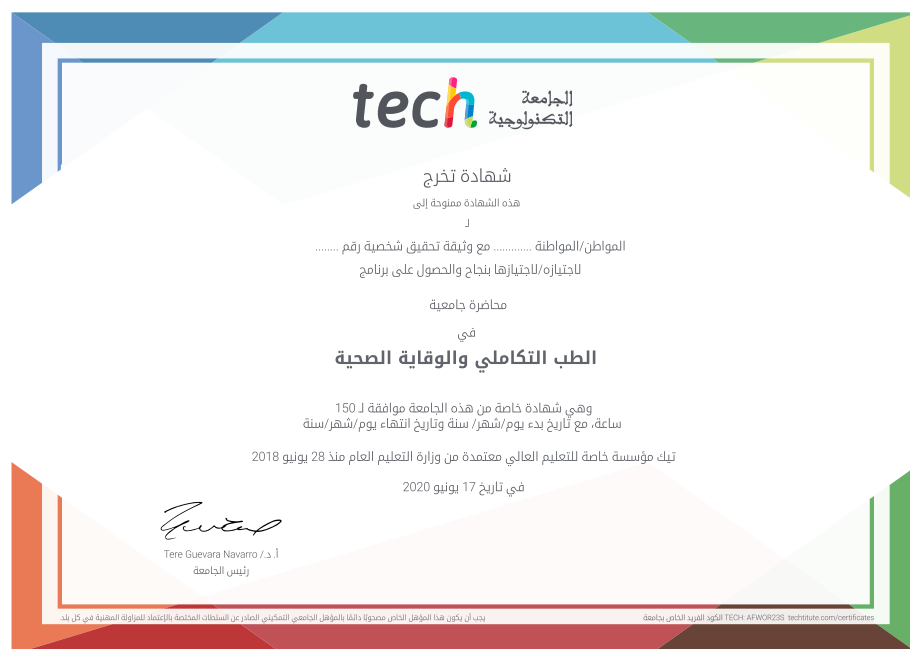 tech الجامعة
التكنولوجية
شهادة تخرج
هذه الشهادة ممنوحة إلى
لـ
المواطن/المواطنة ............. مع وثيقة تحقيق شخصية رقم ........
لاجتيازه/لاجتيازها بنجاح والحصول على برنامج
محاضرة جامعية
في
الطب التكاملي والوقاية الصحية
وهي شهادة خاصة من هذه الجامعة موافقة لـ 150
ساعة، مع تاريخ بدء يوم/شهر/ سنة وتاريخ انتهاء يوم/شهر/سنة
تيك مؤسسة خاصة للتعليم العالي معتمدة من وزارة التعليم العام منذ 28 يونيو 2018
في تاريخ 17 يونيو 2020
أ. د./ Tere Guevara Navarro
رئيس الجامعة
يجب أن يكون هذا المؤهل الخاص مصحوبًا دائمًا بالمؤهل الجامعي التمكيني الصادر عن السلطات المختصة بالإعتماد للمزاولة المهنية في كل بلد.
الكود الفريد الخاص بجامعة TECH: AFWOR23S techtitute.com/certificates